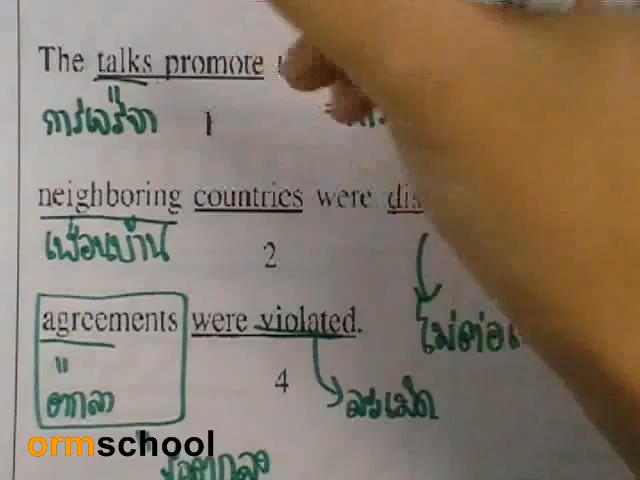 The talks promote
การเจรจา 1
neighboring countries were dis
เพื่อนบ้าน 2
agreements were violated.
ไม่ต่อ
4 ละเมิด
ormschool
ข้อตกลง